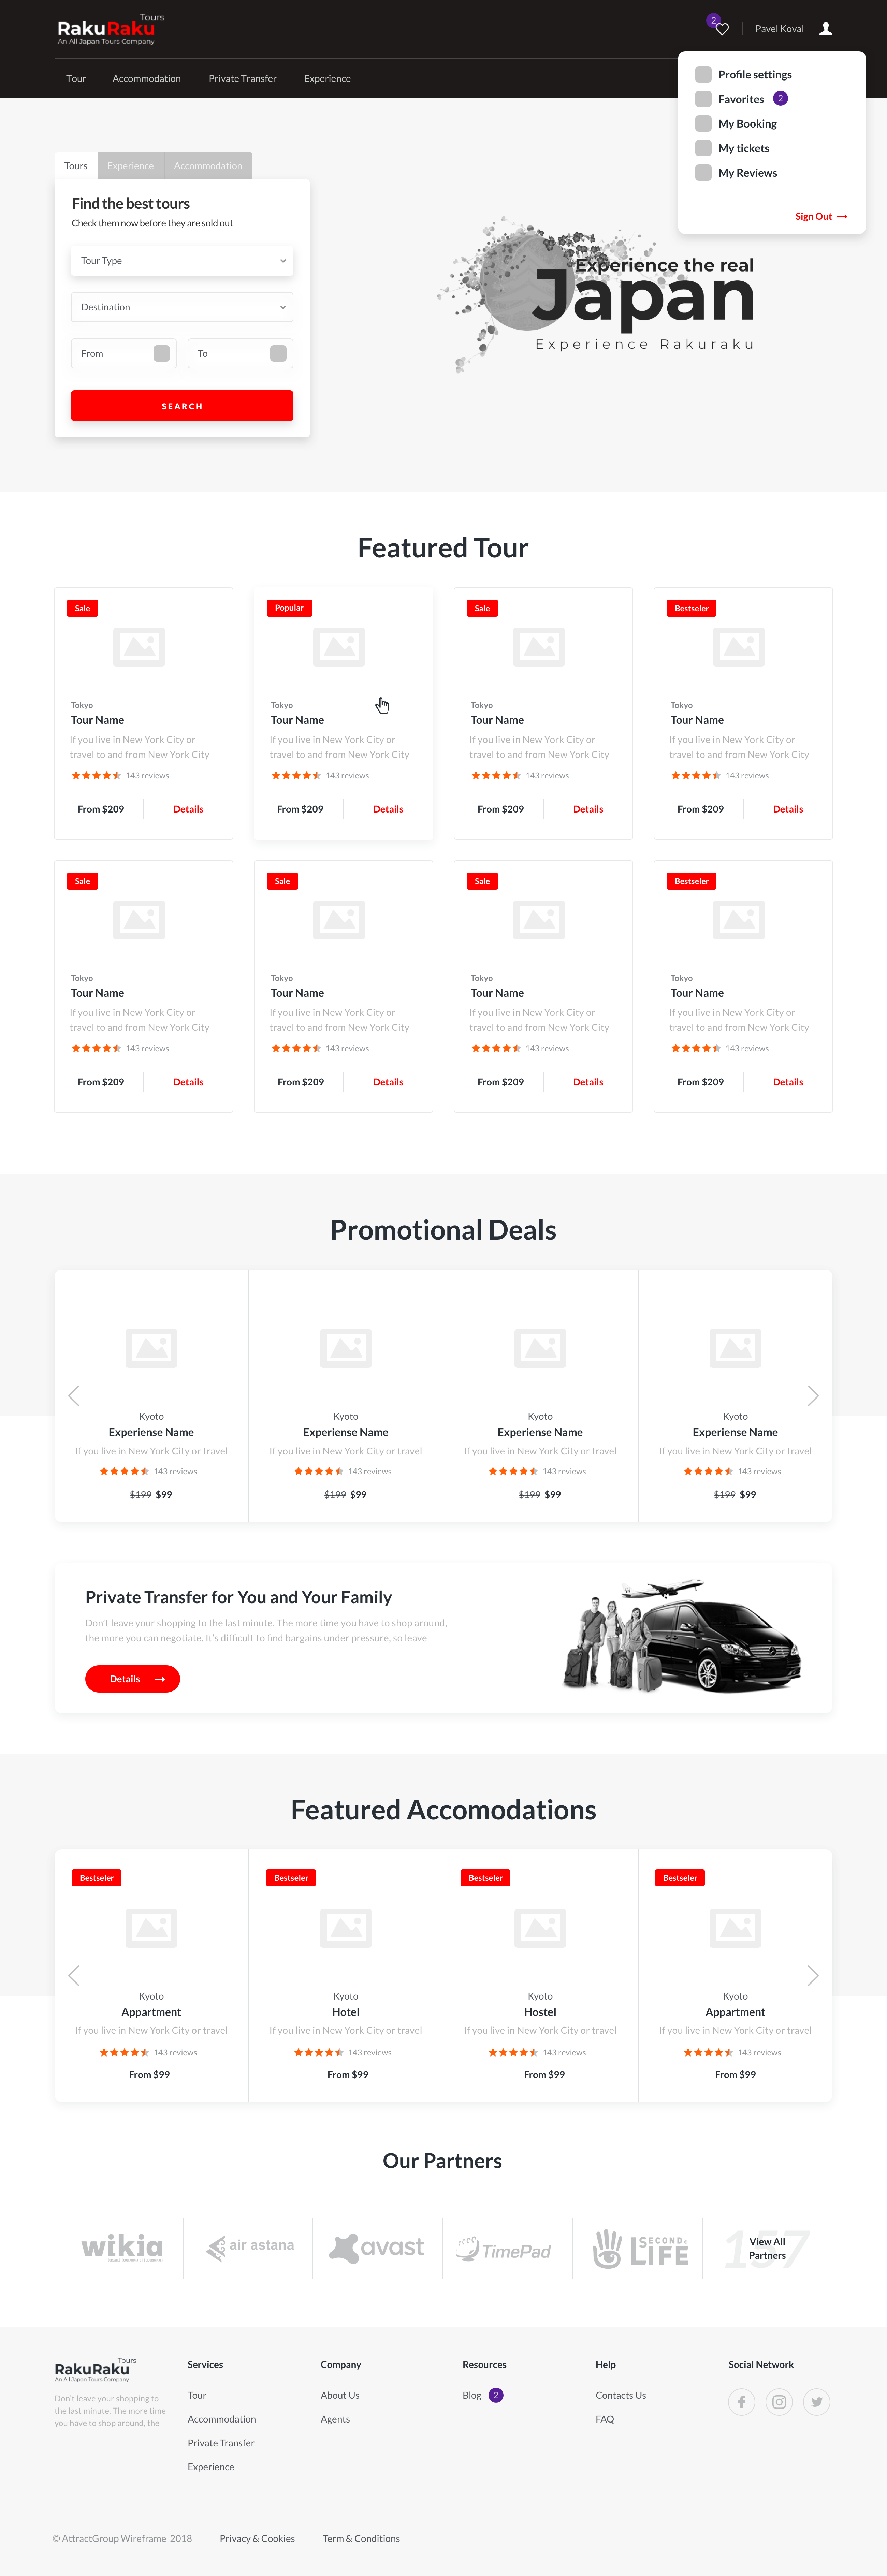 Tours
RakuRaku
An All Japan Tours Company
2
Pavel Koval
Tour Accommodation Private Transfer Experience
Profile settings
Favorites 2
My Booking
My tickets
My Reviews
Sign Out →
Tours Experience Accommodation
Find the best tours
Check them now before they are sold out
Tour Type
Destination
From To
SEARCH
Experience the real
Japan
Experience Rakuraku
Featured Tour
Sale Popular Sale Bestseler
Tokyo Tokyo Tokyo Tokyo
Tour Name Tour Name Tour Name Tour Name
If you live in New York City or If you live in New York City or If you live in New York City or If you live in New York City or
travel to and from New York City travel to and from New York City travel to and from New York City travel to and from New York City
143 reviews 143 reviews 143 reviews 143 reviews
From $209 Details From $209 Details From $209 Details From $209 Details
Sale Sale Sale Bestseler
Tokyo Tokyo Tokyo Tokyo
Tour Name Tour Name Tour Name Tour Name
If you live in New York City or If you live in New York City or If you live in New York City or If you live in New York City or
travel to and from New York City travel to and from New York City travel to and from New York City travel to and from New York City
143 reviews 143 reviews 143 reviews 143 reviews
From $209 Details From $209 Details From $209 Details From $209 Details
Promotional Deals
Kyoto Kyoto Kyoto Kyoto
Experiense Name Experiense Name Experiense Name Experiense Name
If you live in New York City or travel If you live in New York City or travel If you live in New York City or travel If you live in New York City or travel
143 reviews 143 reviews 143 reviews 143 reviews
$199 $99 $199 $99 $199 $99 $199 $99
Private Transfer for You and Your Family
Don't leave your shopping to the last minute. The more time you have to shop around,
the more you can negotiate. It's difficult to find bargains under pressure, so leave
Details →
Featured Accomodations
Bestseler Bestseler Bestseler Bestseler
Kyoto Kyoto Kyoto Kyoto
Appartment Hotel Hostel Appartment
If you live in New York City or travel If you live in New York City or travel If you live in New York City or travel If you live in New York City or travel
143 reviews 143 reviews 143 reviews 143 reviews
From $99 From $99 From $99 From $99
Our Partners
wikia air astana avast TimePad SECOND LIFE 157
View All
Partners
Tours
RakuRaku
An All Japan Tours Company
Don't leave your shopping to
the last minute. The more time
you have to shop around, the
Services
Tour
Accommodation
Private Transfer
Experience
Company
About Us
Agents
Resources
Blog 2
Help
Contacts Us
FAQ
Social Network
© AttractGroup Wireframe 2018 Privacy & Cookies Term & Conditions